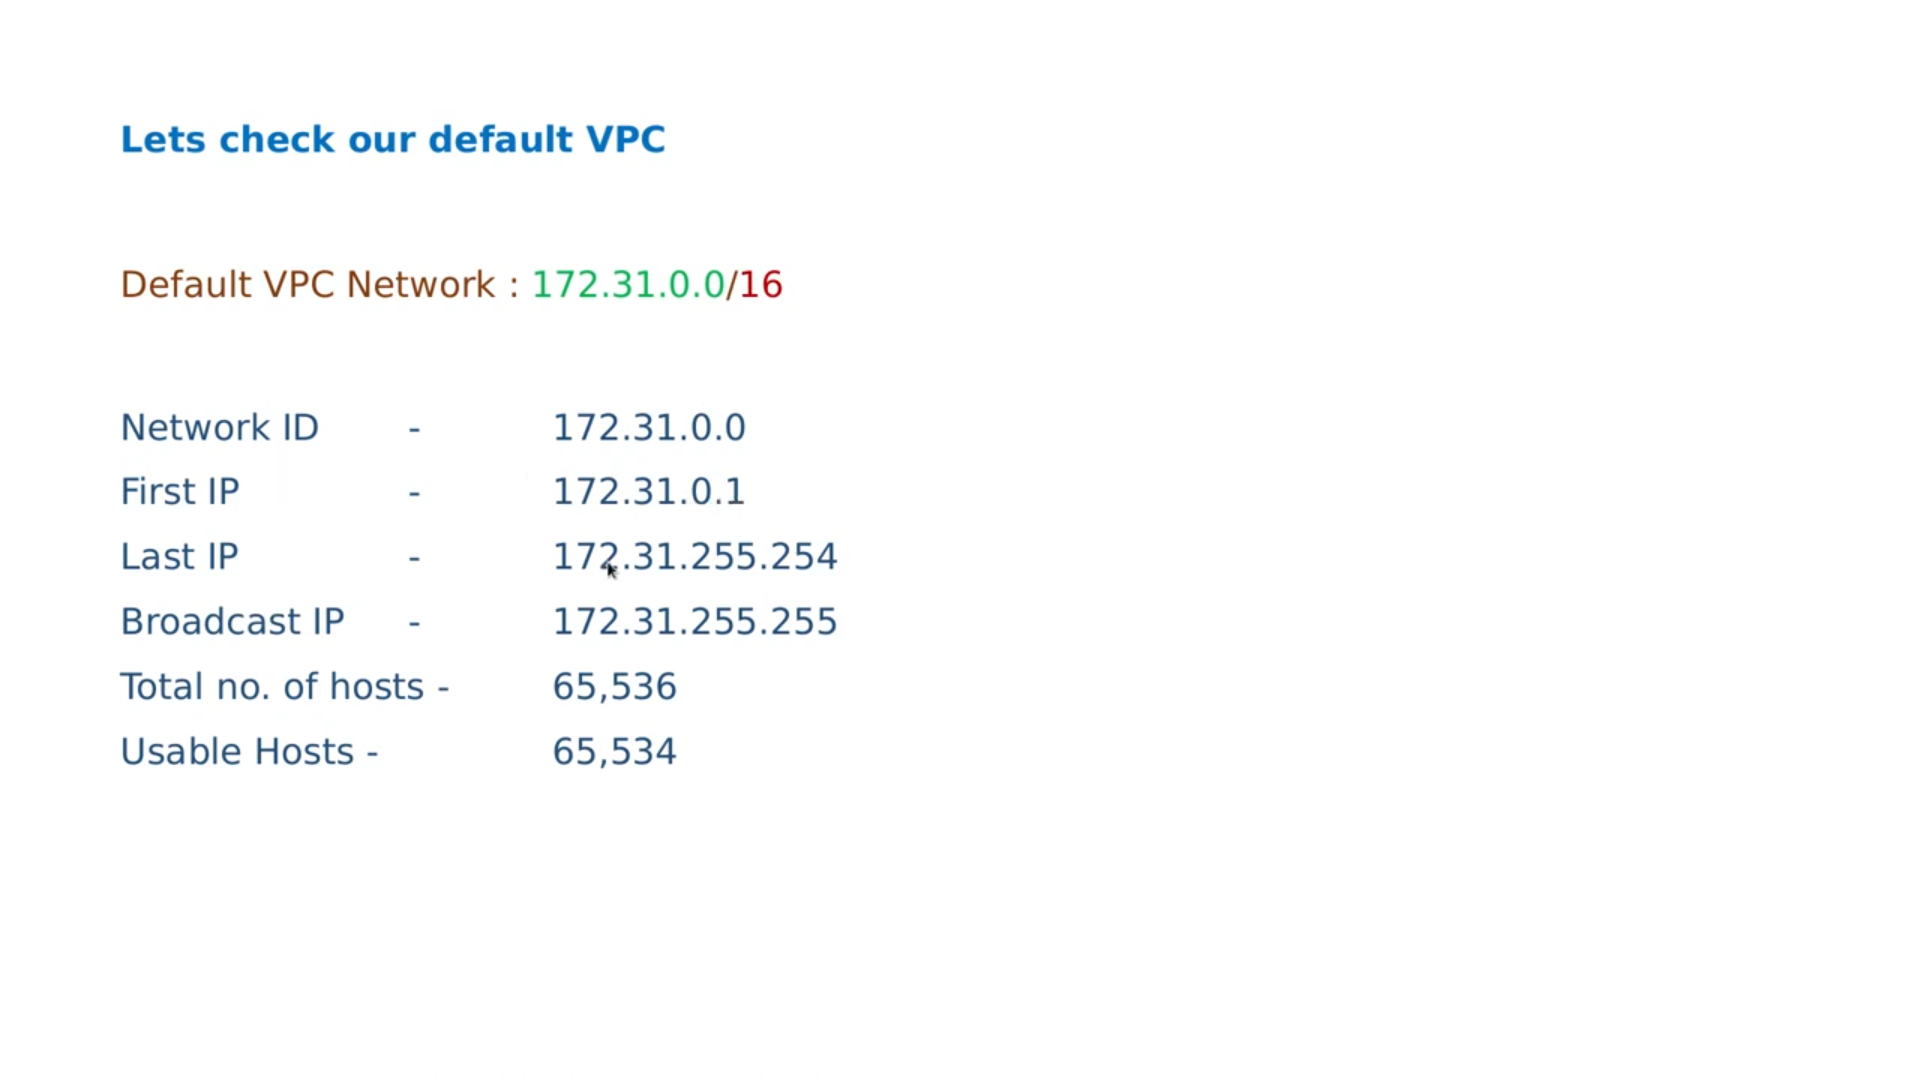 Lets check our default VPC
Default VPC Network : 172.31.0.0/16
Network ID - 172.31.0.0
First IP - 172.31.0.1
Last IP - 172.31.255.254
Broadcast IP - 172.31.255.255
Total no. of hosts - 65,536
Usable Hosts - 65,534